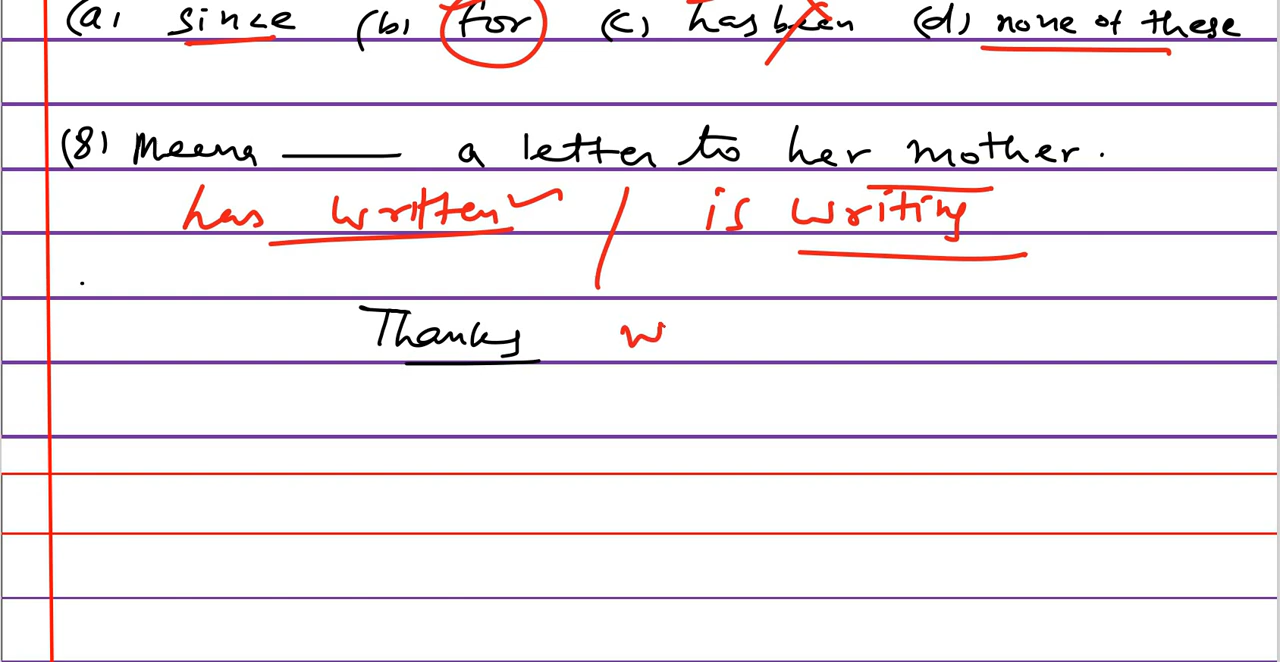 (a) since (b) for (c) has been (d) none of these
(8) Meena ____ a letter to her mother.
has written / is writing
Thanks